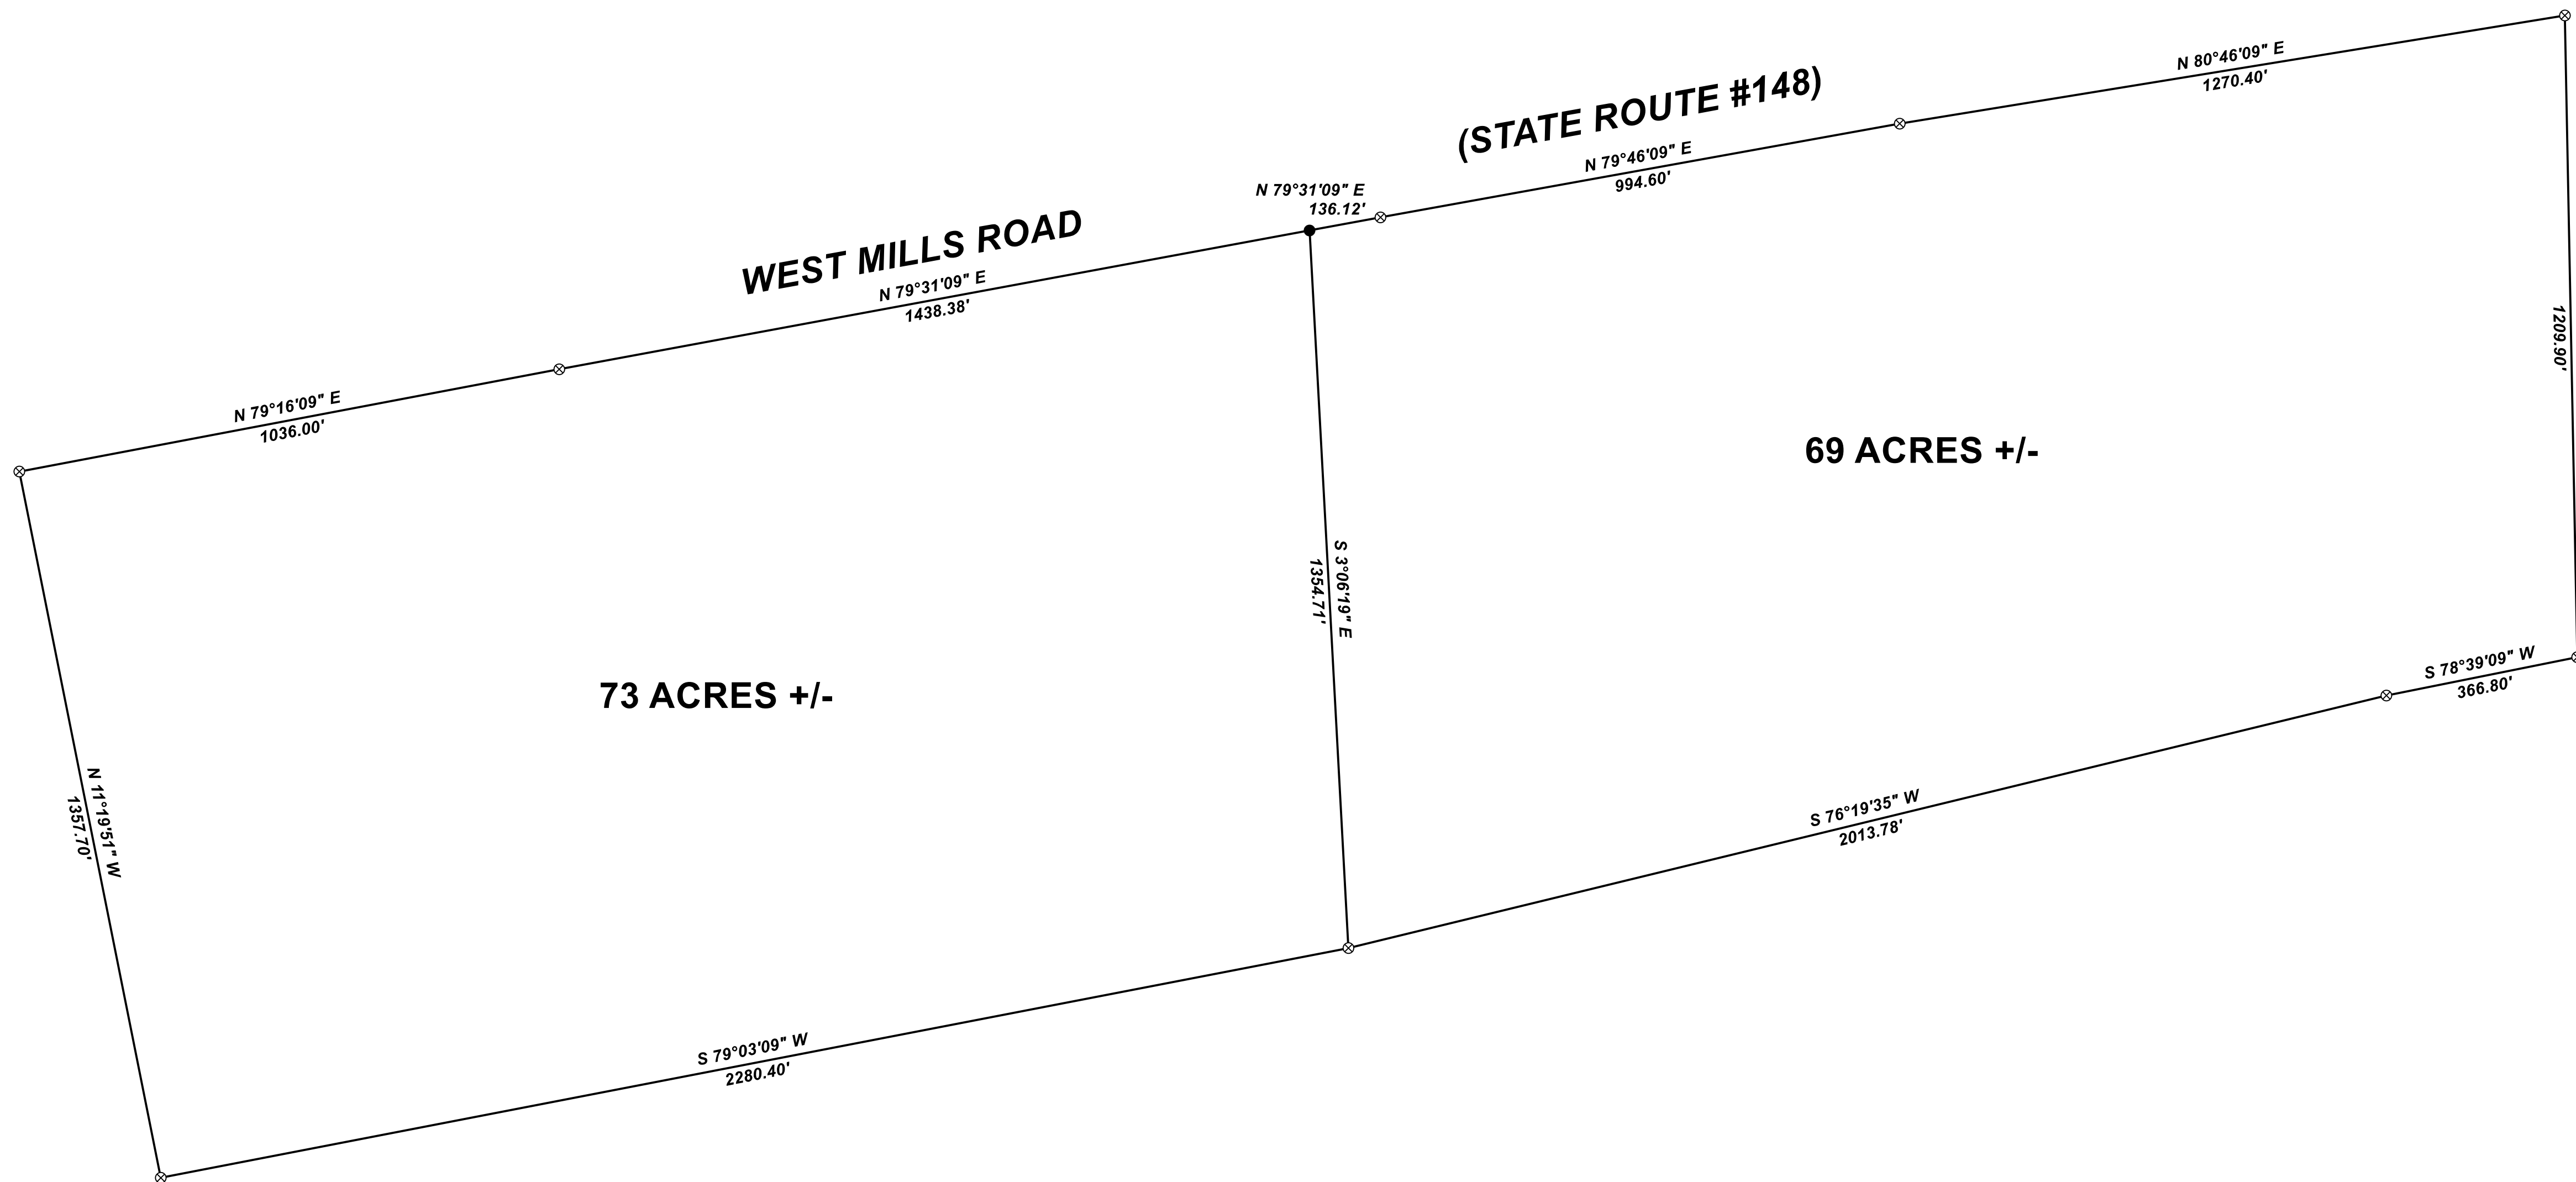 N 80°46'09" E
1270.40'
(STATE ROUTE #148)
N 79°46'09" E
994.60'
N 79°31'09" E
136.12'
WEST MILLS ROAD
N 79°31'09" E
1438.38'
N 79°16'09" E
1036.00'
1209.90'
69 ACRES +/-
S 3°06'19" E
1354.71'
73 ACRES +/-
S 78°39'09" W
366.80'
N 11°19'51" W
1357.70'
S 76°19'35" W
2013.78'
S 79°03'09" W
2280.40'